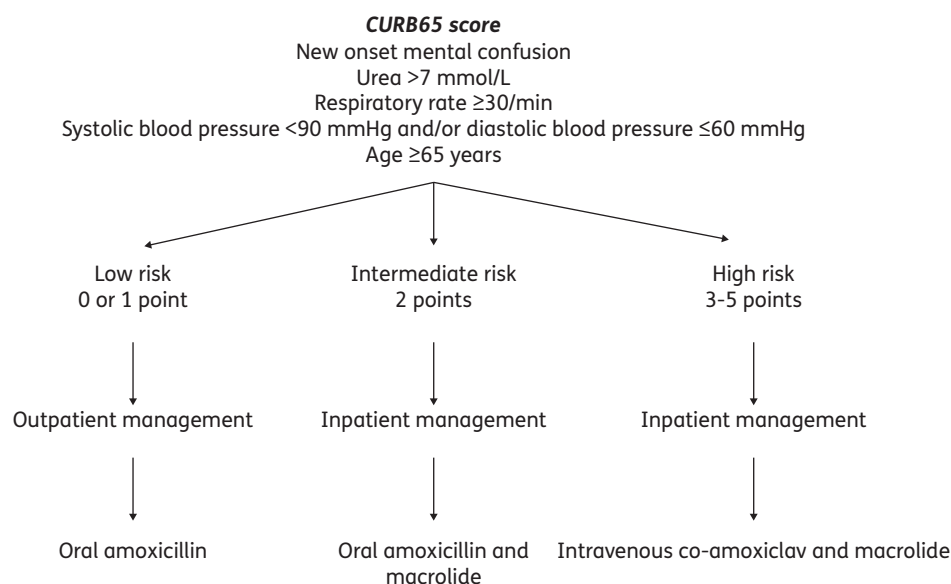 CURB65 score
New onset mental confusion
Urea >7 mmol/L
Respiratory rate ≥30/min
Systolic blood pressure <90 mmHg and/or diastolic blood pressure ≤60 mmHg
Age ≥65 years
Low risk
0 or 1 point
Intermediate risk
2 points
High risk
3-5 points
Outpatient management
Inpatient management
Inpatient management
Oral amoxicillin
Oral amoxicillin and
macrolide
Intravenous co-amoxiclav and macrolide